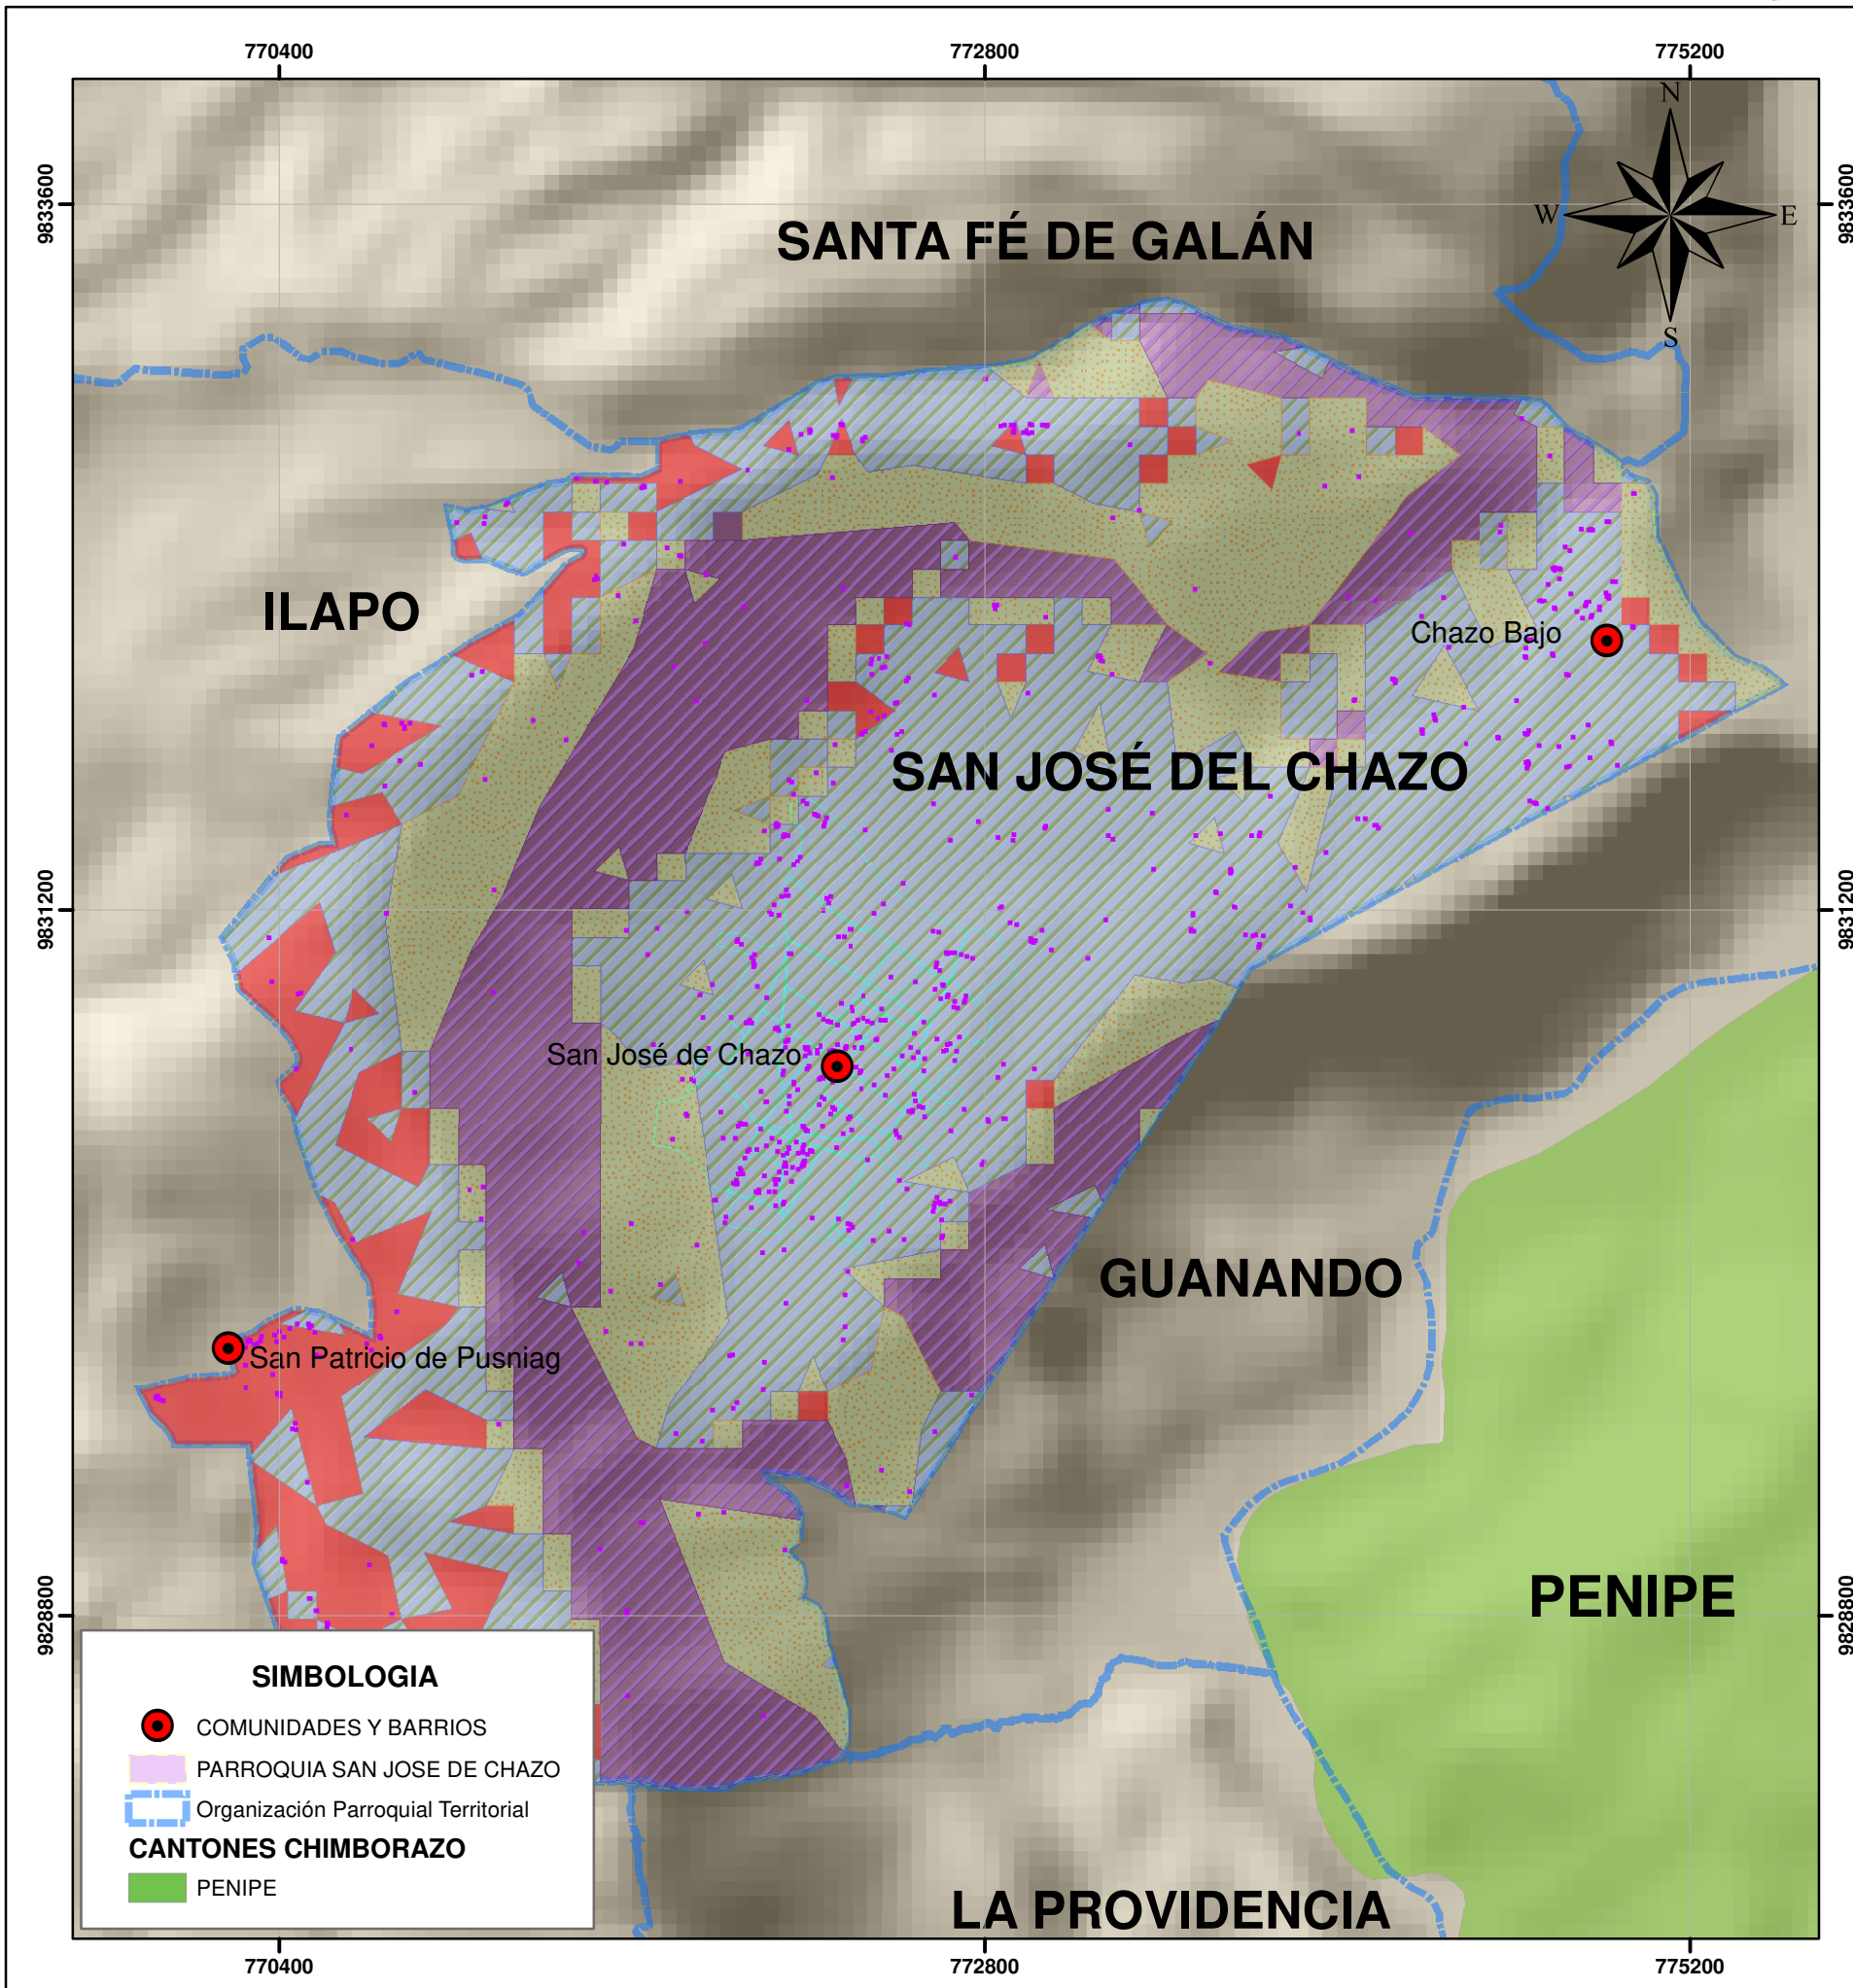 770400 772800 775200
N
9833600 9833600
W E
SANTA FÉ DE GALÁN
S
ILAPO
Chazo Bajo
SAN JOSÉ DEL CHAZO
9831200 9831200
San José de Chazo
GUANANDO
San Patricio de Pusniag
PENIPE
9828800 9828800
SIMBOLOGIA
COMUNIDADES Y BARRIOS
PARROQUIA SAN JOSE DE CHAZO
Organización Parroquial Territorial
CANTONES CHIMBORAZO
PENIPE
LA PROVIDENCIA
770400 772800 775200